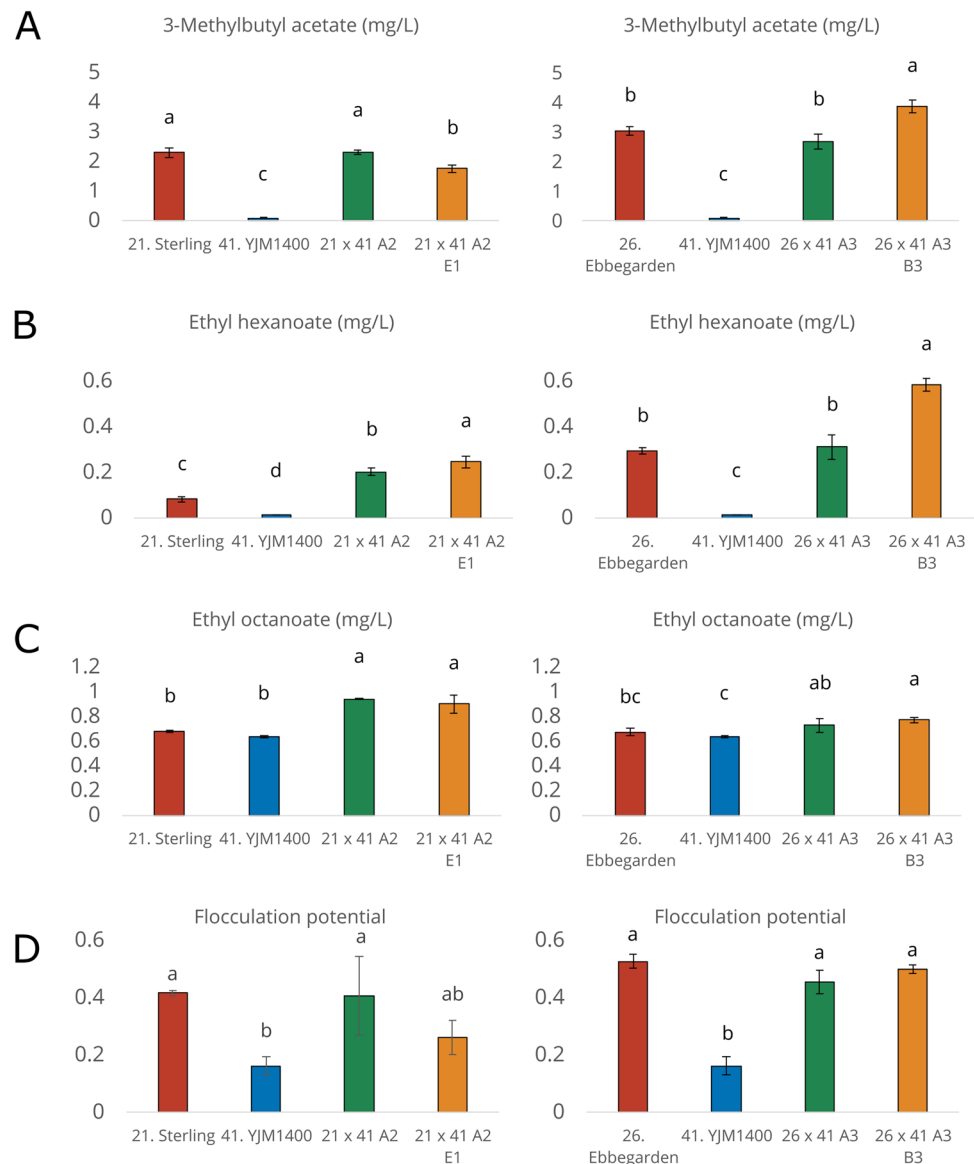 A
3-Methylbutyl acetate (mg/L)
5
4
3
2
1
0
a
c
a
b
21. Sterling
41. YJM1400
21 x 41 A2
21 x 41 A2
E1
3-Methylbutyl acetate (mg/L)
5
4
3
2
1
0
b
c
b
a
26.
Ebbegarden
41. YJM1400
26 x 41 A3
26 x 41 A3
B3
B
Ethyl hexanoate (mg/L)
0.6
0.4
0.2
0
c
d
b
a
21. Sterling
41. YJM1400
21 x 41 A2
21 x 41 A2
E1
Ethyl hexanoate (mg/L)
0.6
0.4
0.2
0
b
c
b
a
26.
Ebbegarden
41. YJM1400
26 x 41 A3
26 x 41 A3
B3
C
Ethyl octanoate (mg/L)
1.2
1
0.8
0.6
0.4
0.2
0
b
b
a
a
21. Sterling
41. YJM1400
21 x 41 A2
21 x 41 A2
E1
Ethyl octanoate (mg/L)
1.2
1
0.8
0.6
0.4
0.2
0
bc
c
ab
a
26.
Ebbegarden
41. YJM1400
26 x 41 A3
26 x 41 A3
B3
D
Flocculation potential
0.6
0.4
0.2
0
a
b
a
ab
21. Sterling
41. YJM1400
21 x 41 A2
21 x 41 A2
E1
Flocculation potential
0.6
0.4
0.2
0
a
b
a
a
26.
Ebbegarden
41. YJM1400
26 x 41 A3
26 x 41 A3
B3